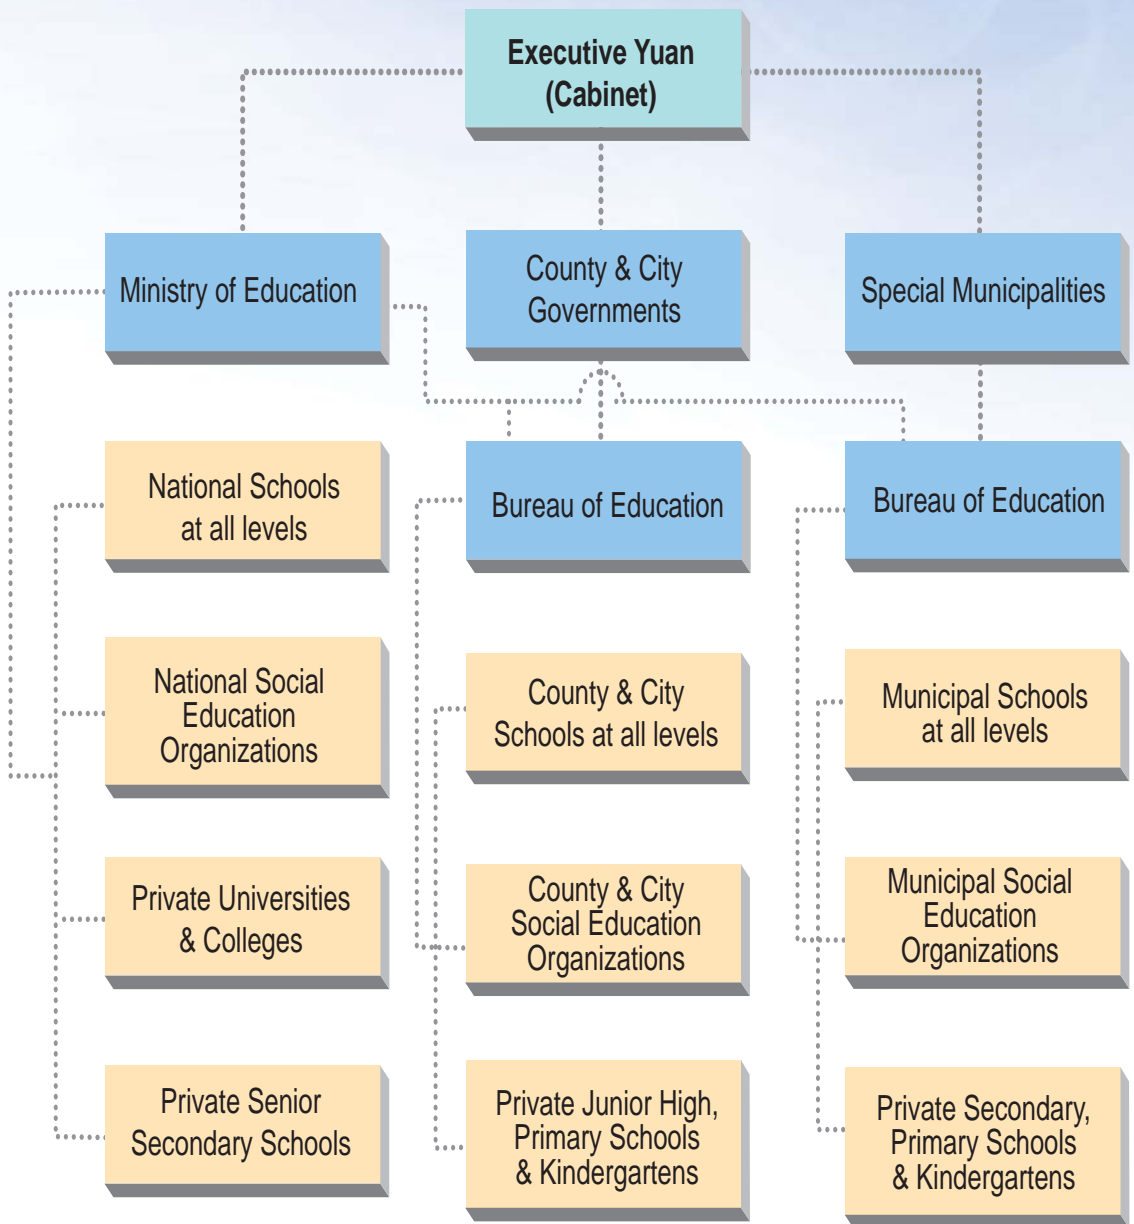 Executive Yuan
(Cabinet)
Ministry of Education
County & City
Governments
Special Municipalities
National Schools
at all levels
Bureau of Education
Bureau of Education
National Social
Education
Organizations
County & City
Schools at all levels
Municipal Schools
at all levels
Private Universities
& Colleges
County & City
Social Education
Organizations
Municipal Social
Education
Organizations
Private Senior
Secondary Schools
Private Junior High,
Primary Schools
& Kindergartens
Private Secondary,
Primary Schools
& Kindergartens